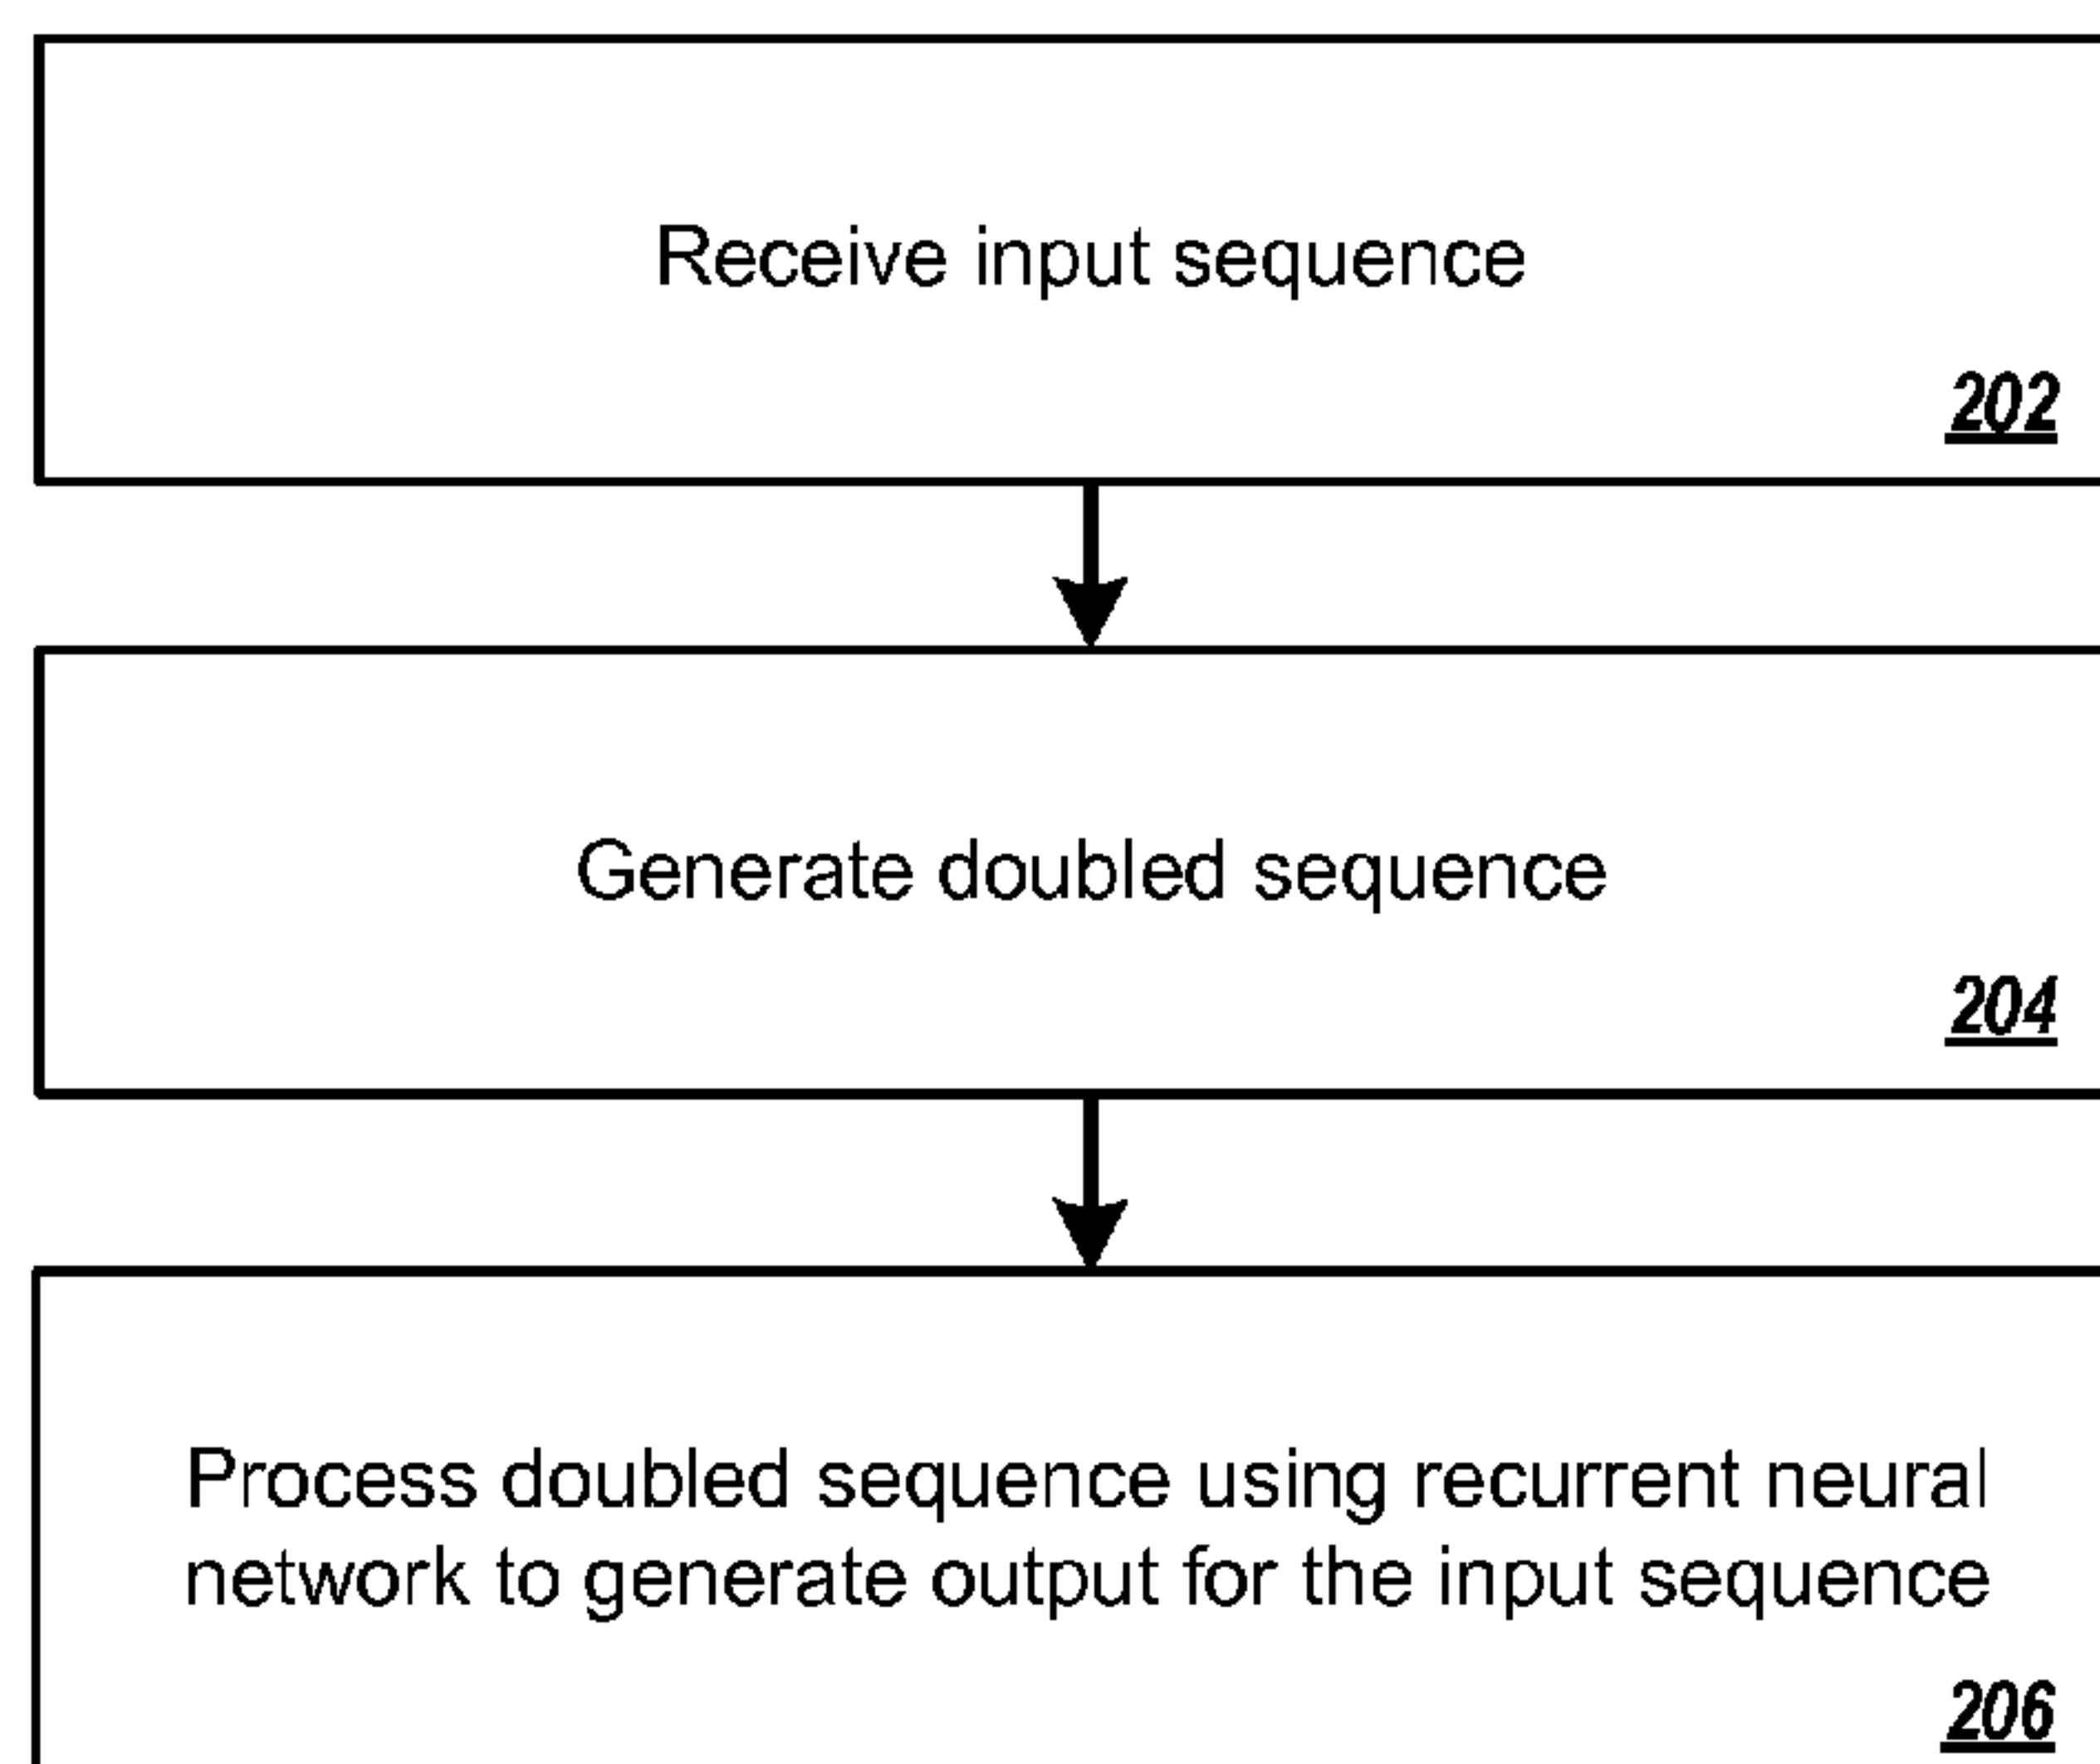 Receive input sequence
202
Generate doubled sequence
204
Process doubled sequence using recurrent neural
network to generate output for the input sequence
206